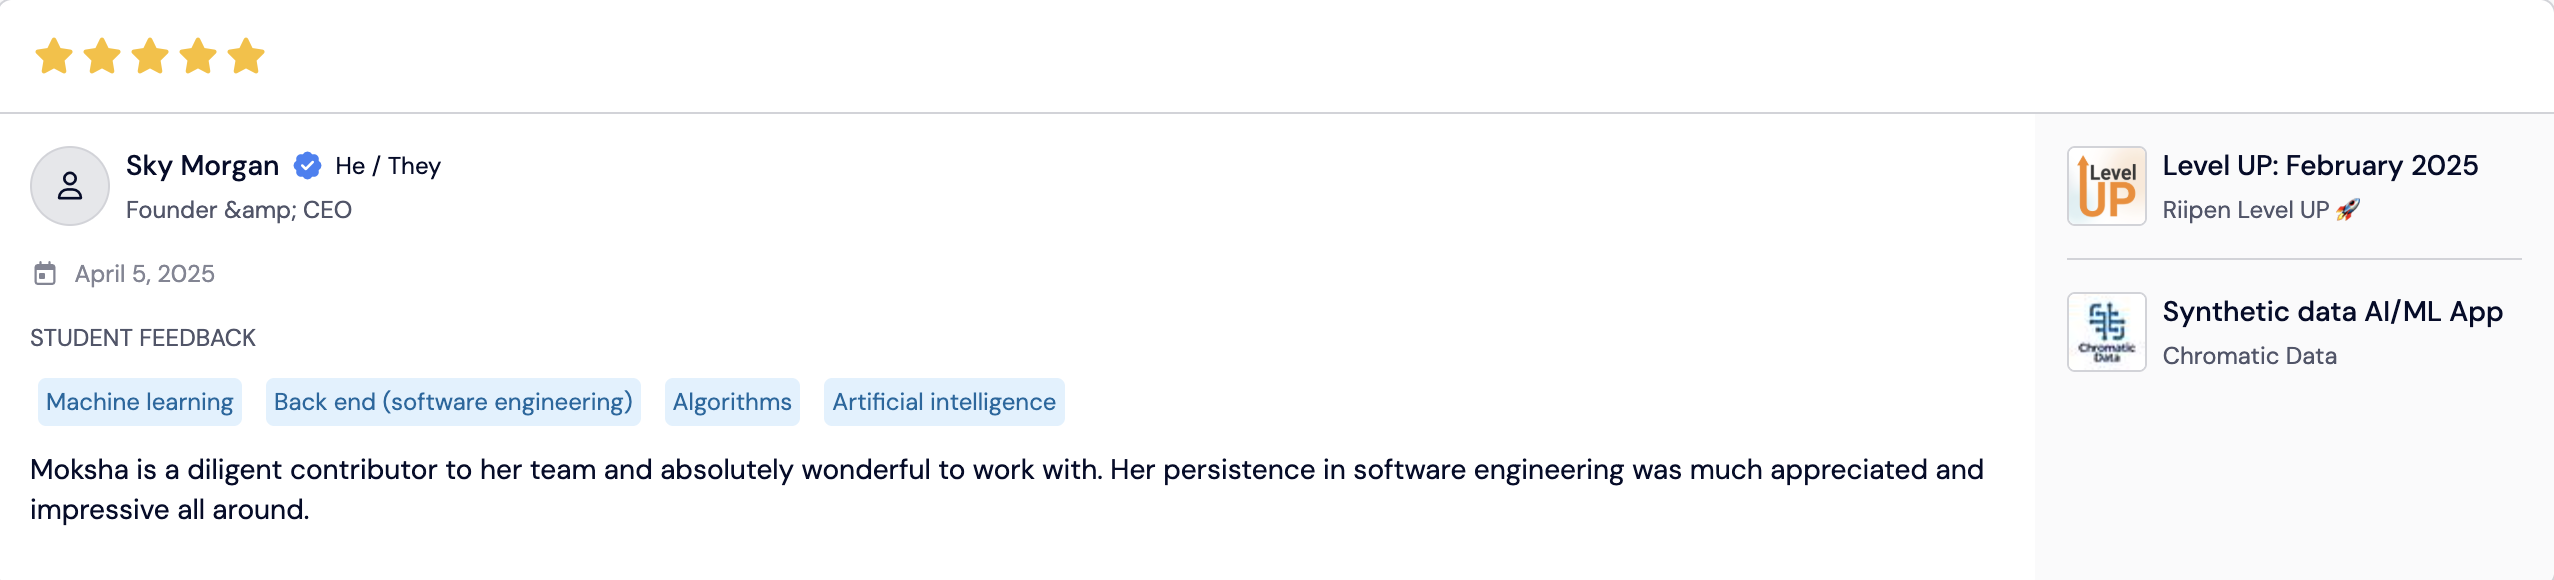 Sky Morgan He / They
Founder &amp; CEO
April 5, 2025
STUDENT FEEDBACK
Machine learning Back end (software engineering) Algorithms Artificial intelligence
Moksha is a diligent contributor to her team and absolutely wonderful to work with. Her persistence in software engineering was much appreciated and
impressive all around.
Level UP
Level UP: February 2025
Riipen Level UP 🚀
Chromatic Data
Synthetic data AI/ML App
Chromatic Data